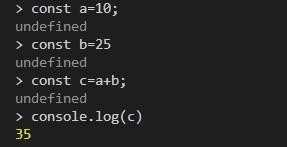 > const a=10;
undefined
> const b=25
undefined
> const c=a+b;
undefined
> console.log(c)
35